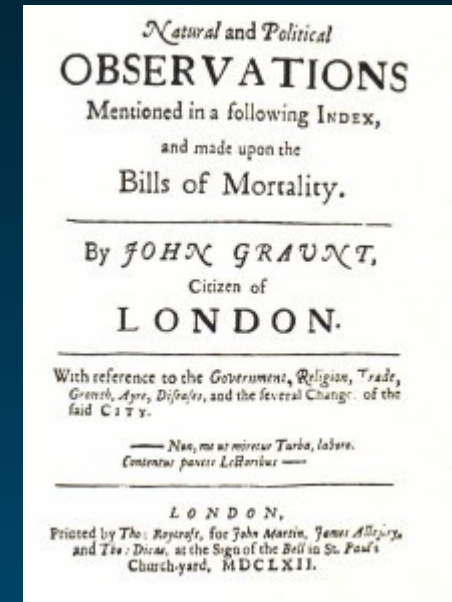 Natural and Political
OBSERVATIONS
Mentioned in a following INDEX,
and made upon the
Bills of Mortality.
By JOHN GRAUNT,
Citizen of
LONDON.
With reference to the Government, Religion, Trade,
Growth, Ayre, Diseases, and the several Changes of the
said CITY.
—— Non, me ut miretur Turba, laboro.
Contentus paucis Lectoribus ——
LONDON,
Printed by Tho: Roycroft, for John Martin, James Allestry,
and Tho: Dicas, at the Sign of the Bell in St. Paul's
Church-yard, MDCLXII.